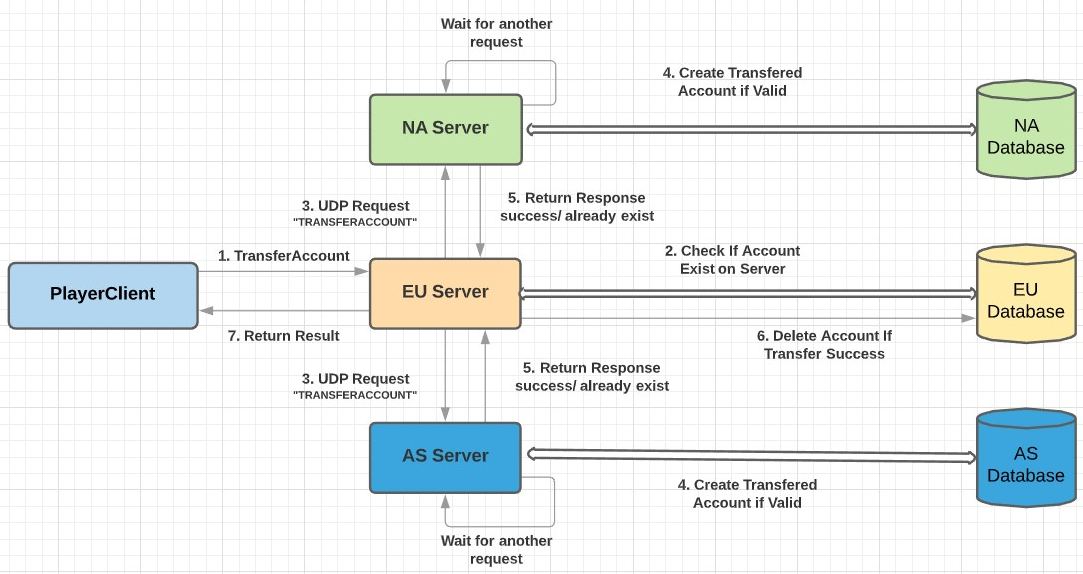 Wait for another
request
4. Create Transfered
Account if Valid
NA Server
NA
Database
3. UDP Request
"TRANSFERACCOUNT"
5. Return Response
success/ already exist
1. TransferAccount
2. Check If Account
Exist on Server
PlayerClient
EU Server
EU
Database
7. Return Result
6. Delete Account If
Transfer Success
3. UDP Request
"TRANSFERACCOUNT"
5. Return Response
success/ already exist
AS Server
AS
Database
4. Create Transfered
Account if Valid
Wait for another
request